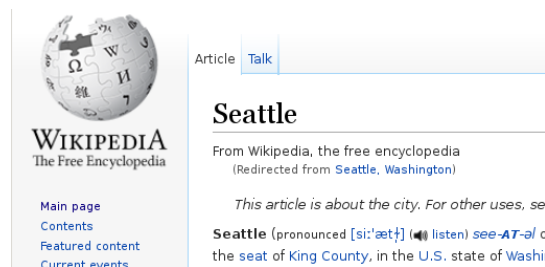 WIKIPEDIA
The Free Encyclopedia
Main page
Contents
Featured content
Current events
Article Talk
Seattle
From Wikipedia, the free encyclopedia
(Redirected from Seattle, Washington)
This article is about the city. For other uses, se
Seattle (pronounced ( listen) see-AT-əl
the seat of King County, in the U.S. state of Washi